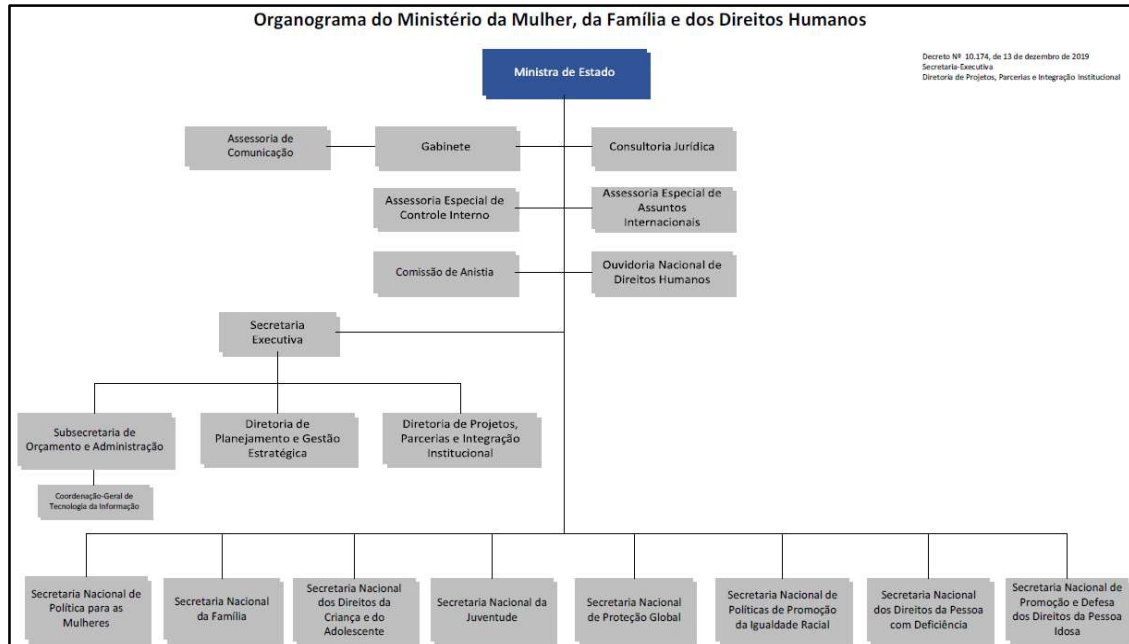 Organograma do Ministério da Mulher, da Família e dos Direitos Humanos
Decreto Nº 10.174, de 13 de dezembro de 2019
Secretaria-Executiva
Diretoria de Projetos, Parcerias e Integração Institucional
Ministra de Estado
Assessoria de
Comunicação
Gabinete
Consultoria Jurídica
Assessoria Especial de
Controle Interno
Assessoria Especial de
Assuntos
Internacionais
Comissão de Anistia
Ouvidoria Nacional de
Direitos Humanos
Secretaria
Executiva
Subsecretaria de
Orçamento e Administração
Diretoria de
Planejamento e Gestão
Estratégica
Diretoria de Projetos,
Parcerias e Integração
Institucional
Coordenação-Geral de
Tecnologia da Informação
Secretaria Nacional de
Política para as
Mulheres
Secretaria Nacional
da Família
Secretaria Nacional
dos Direitos da
Criança e do
Adolescente
Secretaria Nacional da
Juventude
Secretaria Nacional
de Proteção Global
Secretaria Nacional de
Políticas de Promoção
da Igualdade Racial
Secretaria Nacional
dos Direitos da Pessoa
com Deficiência
Secretaria Nacional de
Promoção e Defesa
dos Direitos da Pessoa
Idosa